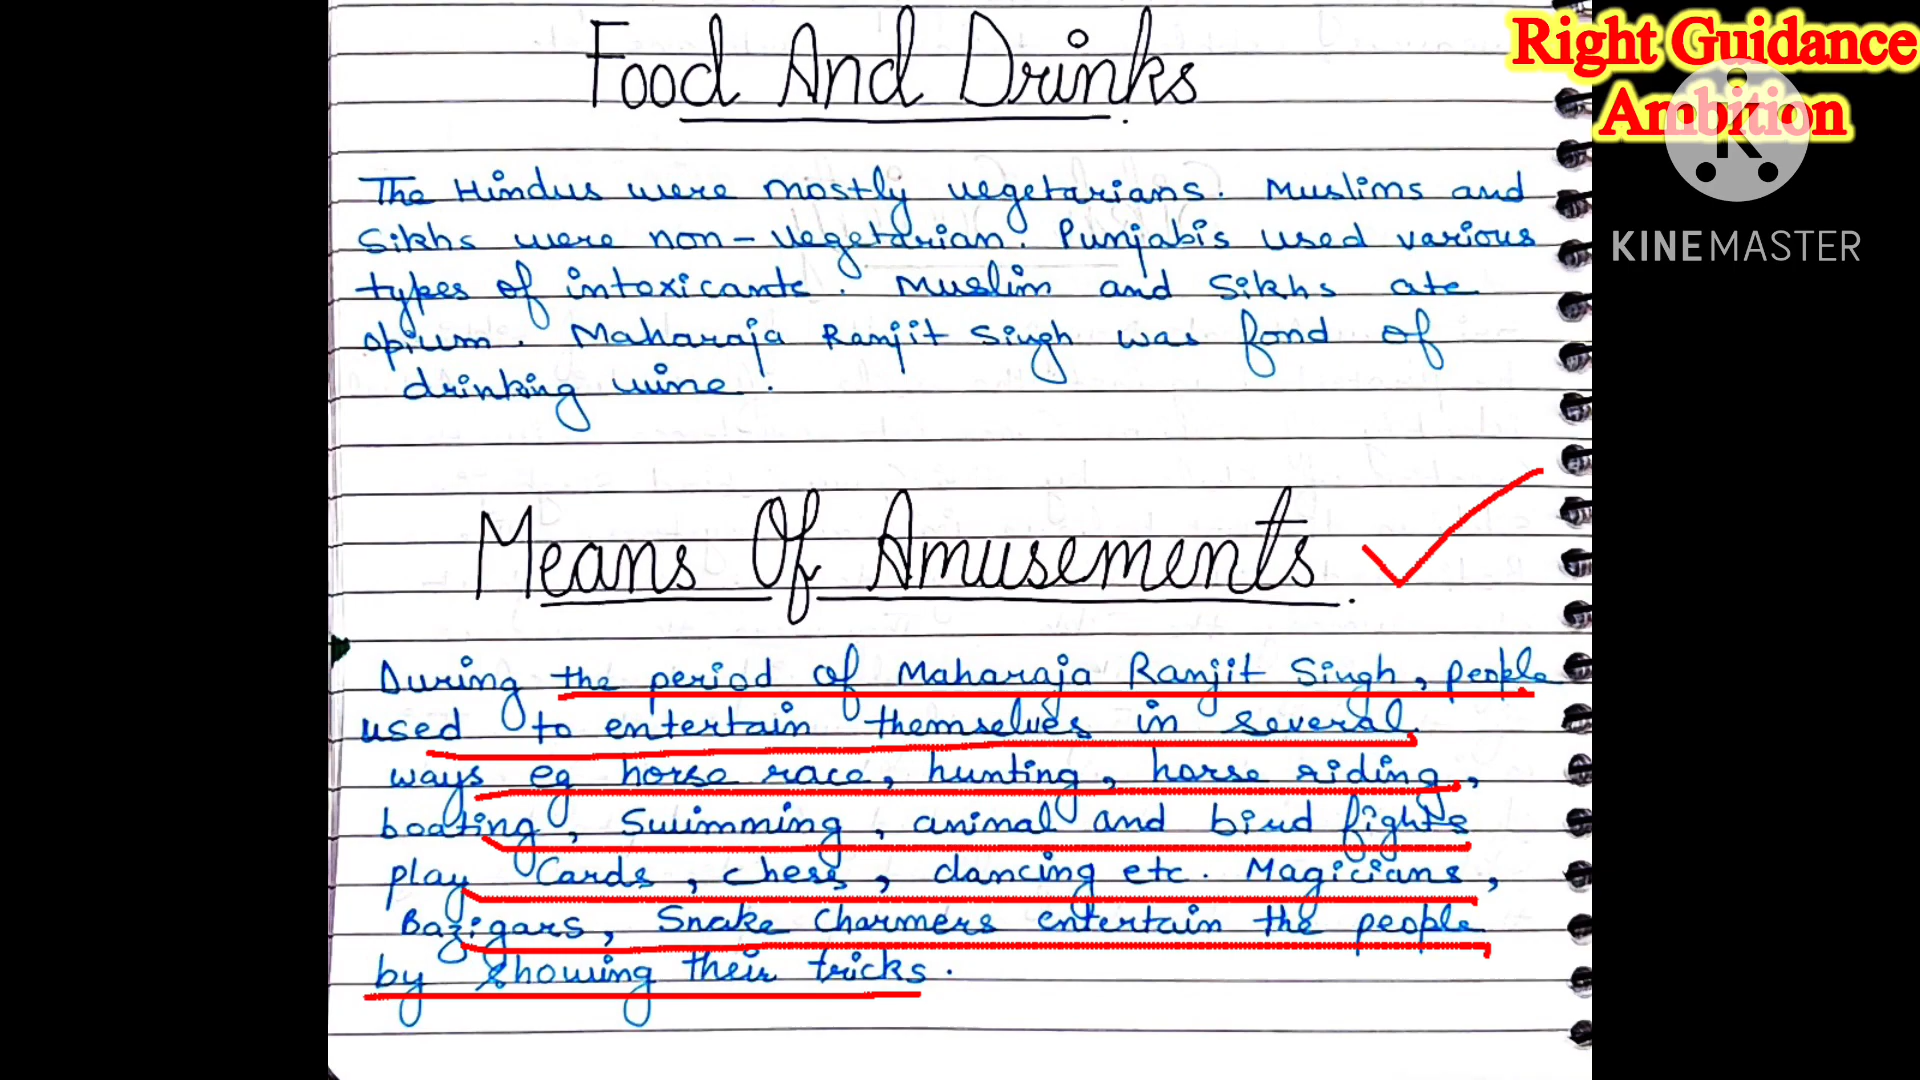 Food And Drinks
The Hindus were mostly vegetarians. Muslims and
Sikhs were non-vegetarian. Punjabis used various
types of intoxicants. Muslim and Sikhs ate
opium. Maharaja Ranjit Singh was fond of
drinking wine.
Means Of Amusements.
During the period of Maharaja Ranjit Singh, people
used to entertain themselves in several
ways eg horse race, hunting, horse riding,
boating, Swimming, animal and bird fights
play Cards, chess, dancing etc. Magicians,
Bazigars, Snake Charmers entertain the people
by showing their tricks.
Right Guidance
Ambition
K
KINEMASTER